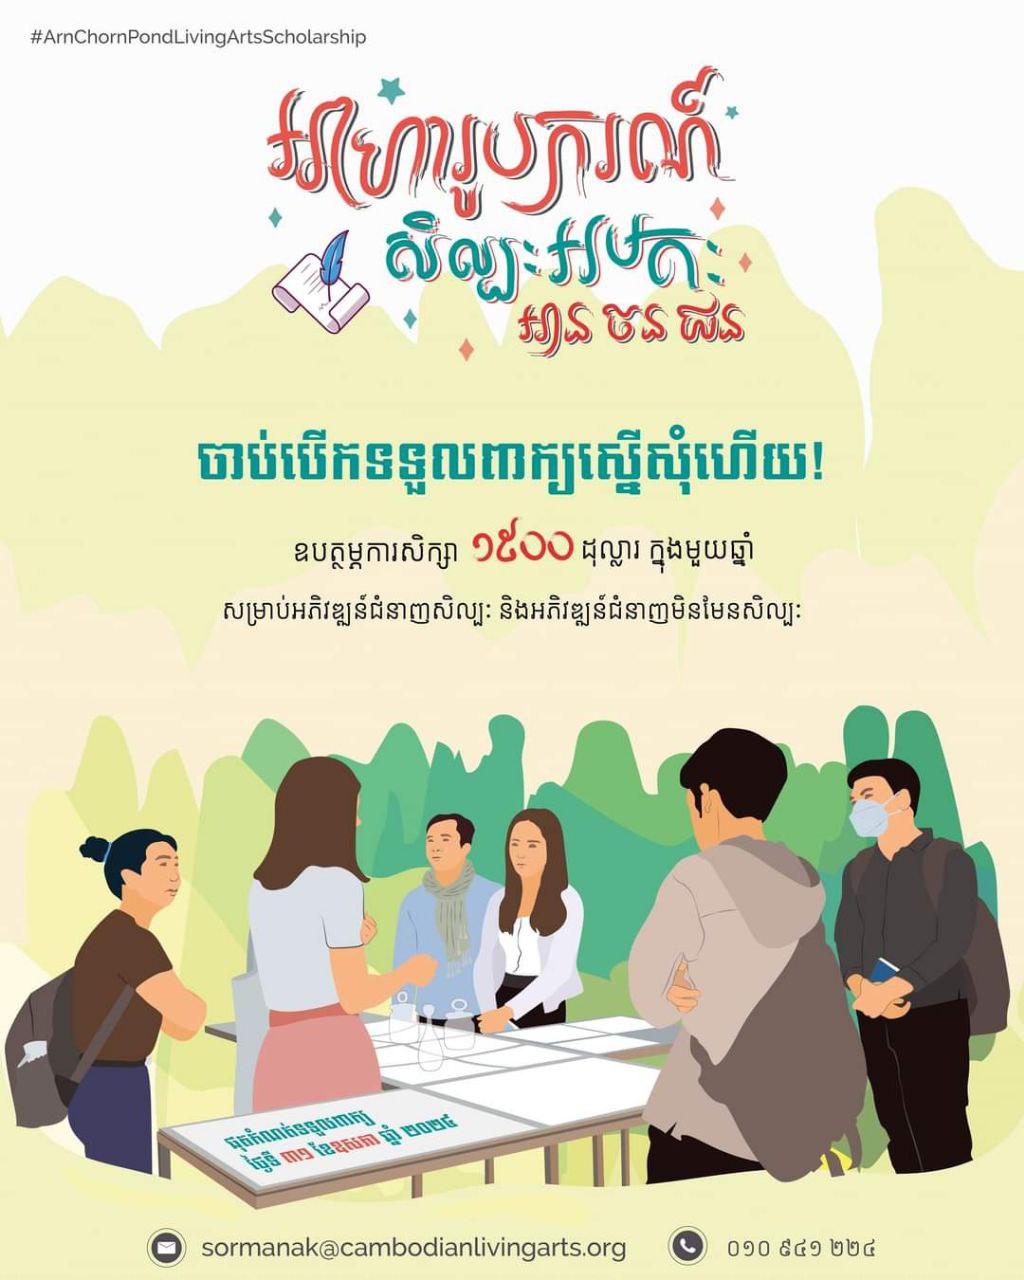 #ArnChornPondLivingArtsScholarship
អាហារូបករណ៍
សិល្បៈអមតៈ
អាន ចន ផន
ចាប់បើកទទួលពាក្យស្នើសុំហើយ!
ឧបត្ថម្ភការសិក្សា ១៥០០ ដុល្លារ ក្នុងមួយឆ្នាំ
សម្រាប់អភិវឌ្ឍន៍ជំនាញសិល្បៈ និងអភិវឌ្ឍន៍ជំនាញមិនមែនសិល្បៈ
ផុតកំណត់ទទួលពាក្យ
ថ្ងៃទី ៣១ ខែឧសភា ឆ្នាំ ២០២៤
sormanak@cambodianlivingarts.org
០១០ ៩៤១ ២២៤